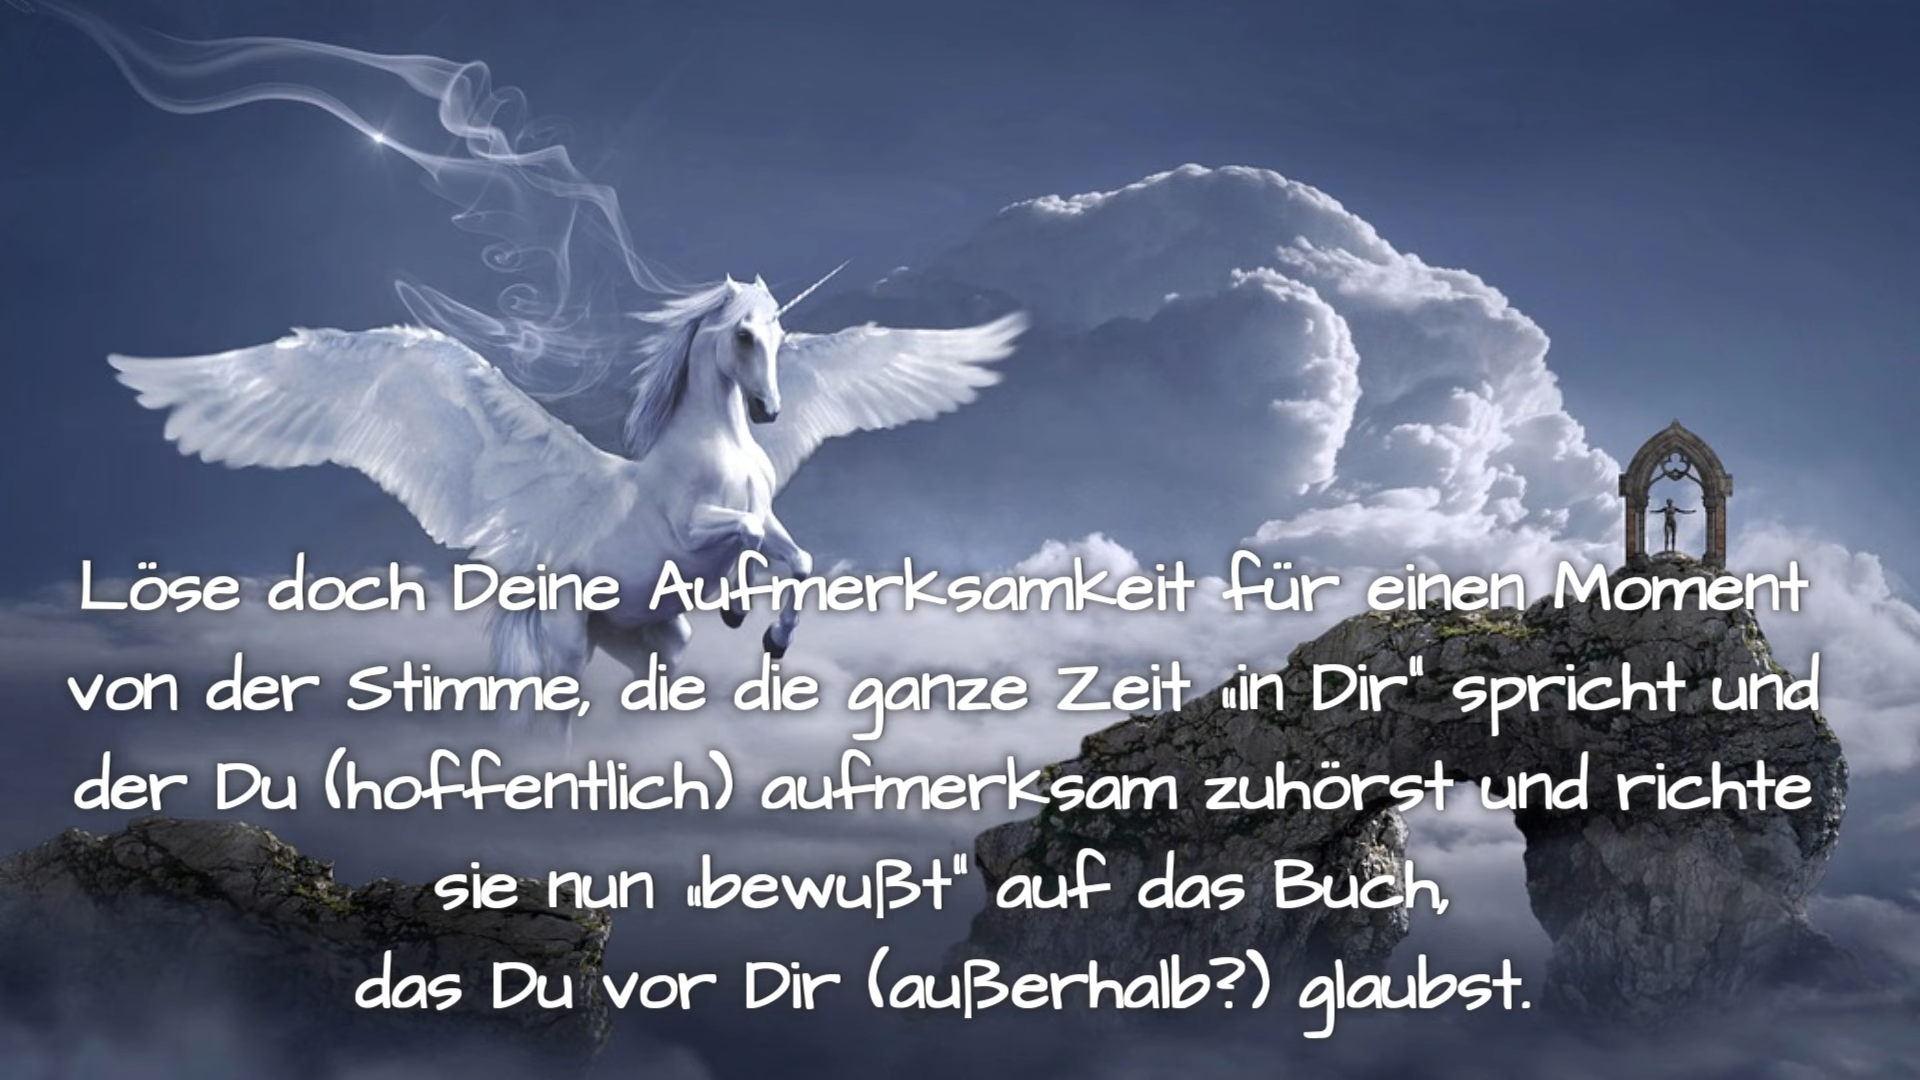 Löse doch Deine Aufmerksamkeit für einen Moment
von der Stimme, die die ganze Zeit „in Dir" spricht und
der Du (hoffentlich) aufmerksam zuhörst und richte
sie nun „bewußt" auf das Buch,
das Du vor Dir (außerhalb?) glaubst.